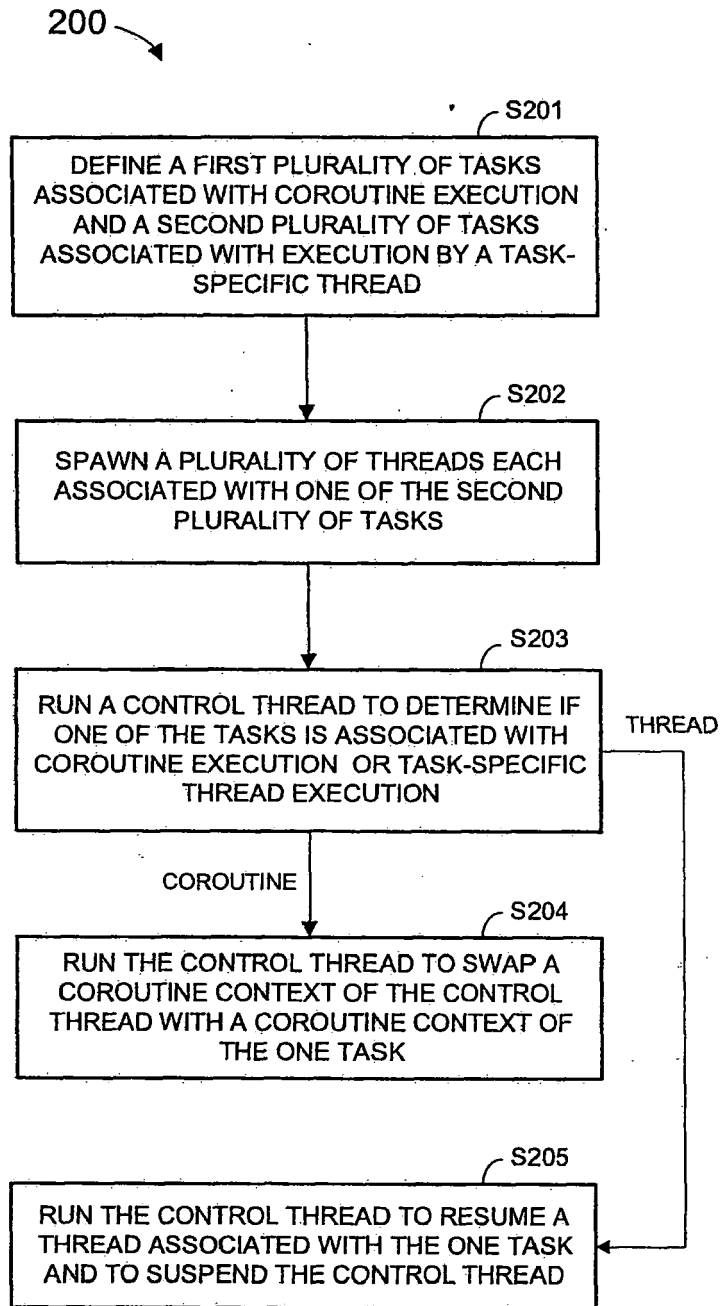 200
S201
DEFINE A FIRST PLURALITY OF TASKS
ASSOCIATED WITH COROUTINE EXECUTION
AND A SECOND PLURALITY OF TASKS
ASSOCIATED WITH EXECUTION BY A TASK-
SPECIFIC THREAD
S202
SPAWN A PLURALITY OF THREADS EACH
ASSOCIATED WITH ONE OF THE SECOND
PLURALITY OF TASKS
S203
RUN A CONTROL THREAD TO DETERMINE IF
ONE OF THE TASKS IS ASSOCIATED WITH
COROUTINE EXECUTION OR TASK-SPECIFIC
THREAD EXECUTION
THREAD
COROUTINE
S204
RUN THE CONTROL THREAD TO SWAP A
COROUTINE CONTEXT OF THE CONTROL
THREAD WITH A COROUTINE CONTEXT OF
THE ONE TASK
S205
RUN THE CONTROL THREAD TO RESUME A
THREAD ASSOCIATED WITH THE ONE TASK
AND TO SUSPEND THE CONTROL THREAD